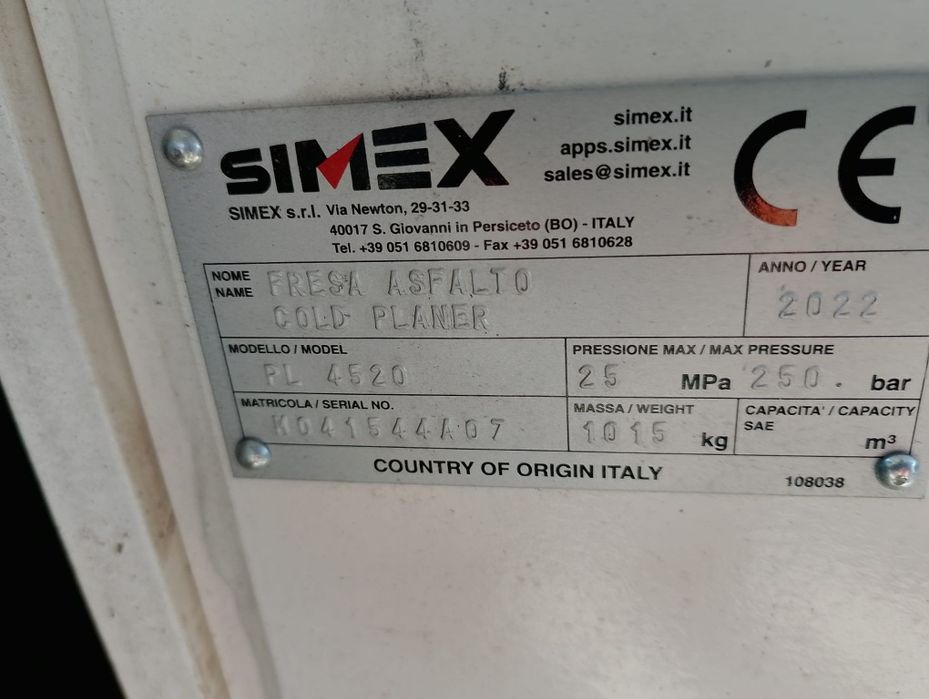 SIMEX
simex.it
apps.simex.it
sales@simex.it
CE
SIMEX s.r.l. Via Newton, 29-31-33
40017 S. Giovanni in Persiceto (BO) - ITALY
Tel. +39 051 6810609 - Fax +39 051 6810628
NOME
NAME
FRESA ASFALTO
COLD PLANER
ANNO / YEAR
2022
MODELLO / MODEL
PL 4520
PRESSIONE MAX / MAX PRESSURE
25 MPa 250. bar
MATRICOLA / SERIAL NO.
K041544A07
MASSA / WEIGHT
1015 kg
CAPACITA' / CAPACITY
SAE
m³
COUNTRY OF ORIGIN ITALY
108038